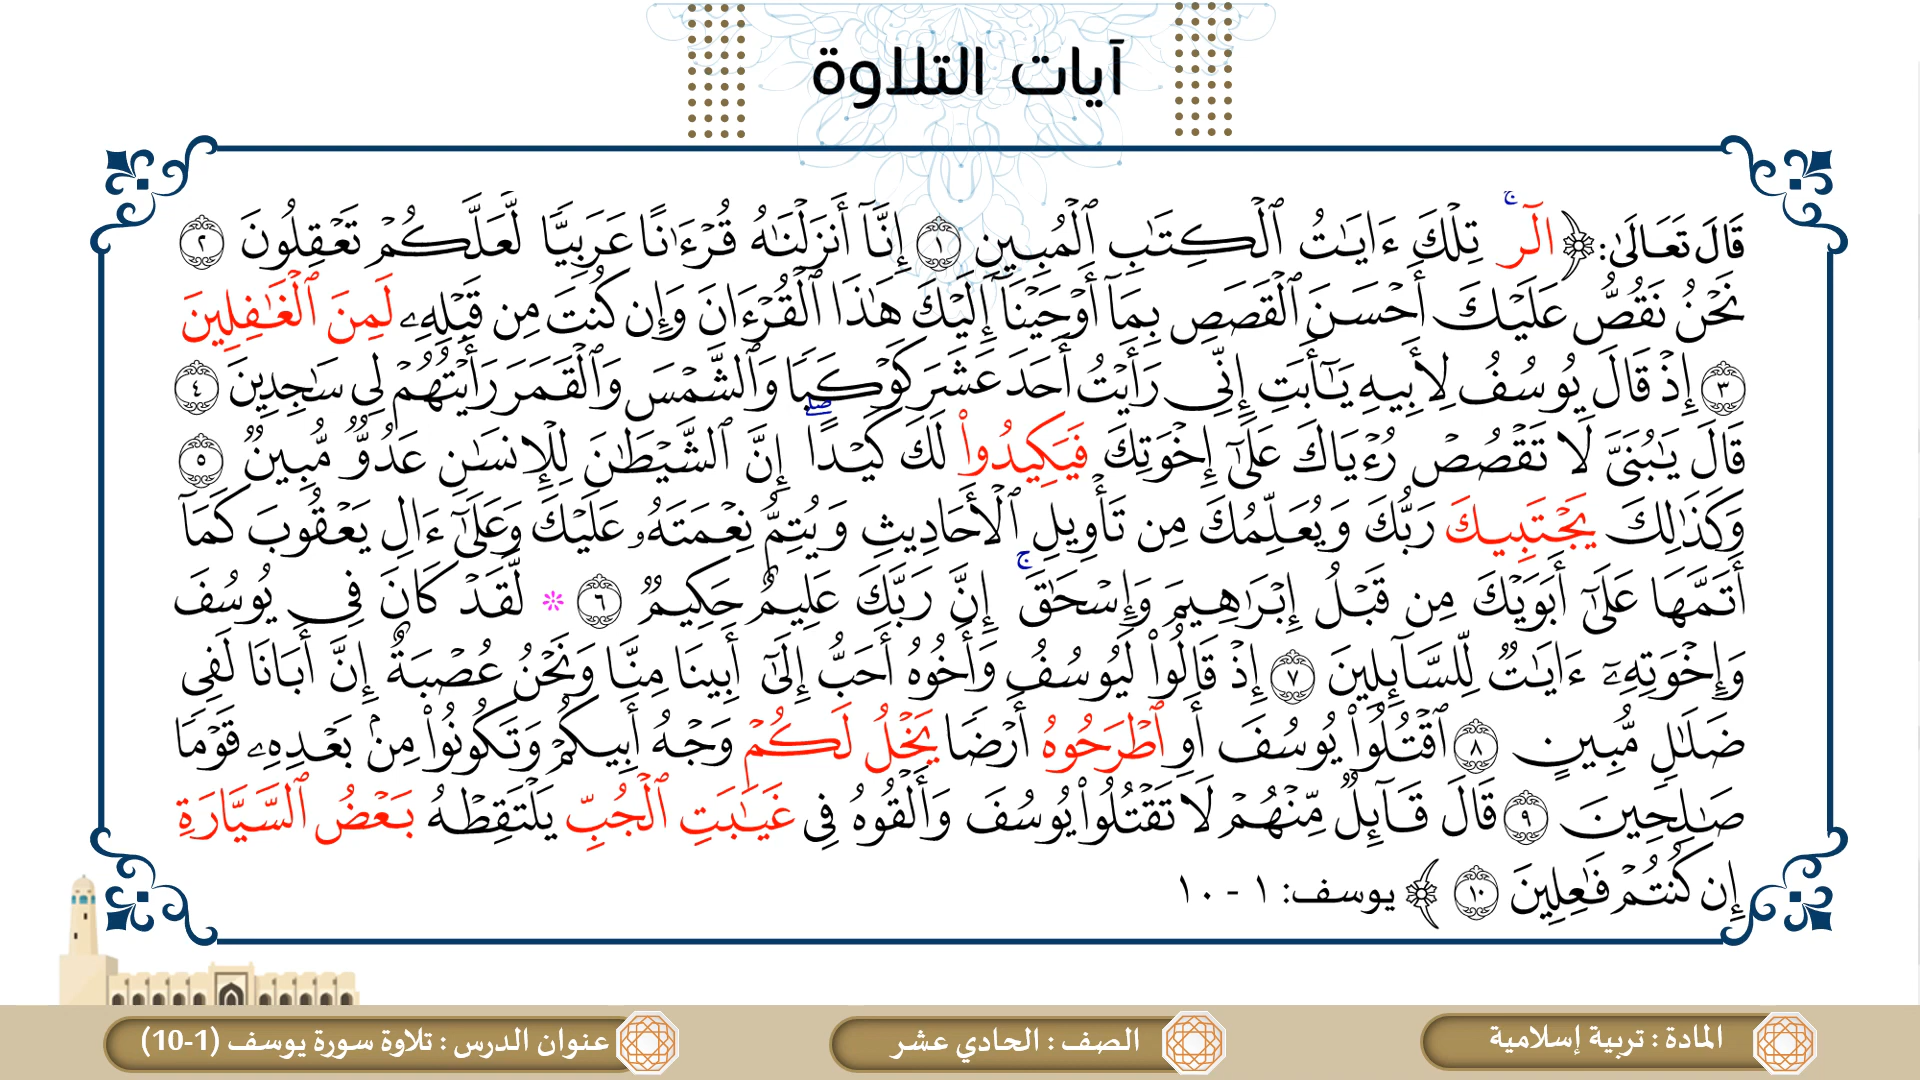 آيات التلاوة
قَالَ تَعَالَىٰ: ﴿الٓرۚ تِلۡكَ ءَايَٰتُ ٱلۡكِتَٰبِ ٱلۡمُبِينِ ١ إِنَّآ أَنزَلۡنَٰهُ قُرۡءَٰنًا عَرَبِيّٗا لَّعَلَّكُمۡ تَعۡقِلُونَ ٢
نَحۡنُ نَقُصُّ عَلَيۡكَ أَحۡسَنَ ٱلۡقَصَصِ بِمَآ أَوۡحَيۡنَآ إِلَيۡكَ هَٰذَا ٱلۡقُرۡءَانَ وَإِن كُنتَ مِن قَبۡلِهِۦ لَمِنَ ٱلۡغَٰفِلِينَ
٣ إِذۡ قَالَ يُوسُفُ لِأَبِيهِ يَٰٓأَبَتِ إِنِّي رَأَيۡتُ أَحَدَ عَشَرَ كَوۡكَبٗا وَٱلشَّمۡسَ وَٱلۡقَمَرَ رَأَيۡتُهُمۡ لِي سَٰجِدِينَ ٤
قَالَ يَٰبُنَيَّ لَا تَقۡصُصۡ رُءۡيَاكَ عَلَىٰٓ إِخۡوَتِكَ فَيَكِيدُواْ لَكَ كَيۡدًاۖ إِنَّ ٱلشَّيۡطَٰنَ لِلۡإِنسَٰنِ عَدُوّٞ مُّبِينٞ ٥
وَكَذَٰلِكَ يَجۡتَبِيكَ رَبُّكَ وَيُعَلِّمُكَ مِن تَأۡوِيلِ ٱلۡأَحَادِيثِ وَيُتِمُّ نِعۡمَتَهُۥ عَلَيۡكَ وَعَلَىٰٓ ءَالِ يَعۡقُوبَ كَمَآ
أَتَمَّهَا عَلَىٰٓ أَبَوَيۡكَ مِن قَبۡلُ إِبۡرَٰهِيمَ وَإِسۡحَٰقَۚ إِنَّ رَبَّكَ عَلِيمٌ حَكِيمٞ ٦ ۞ لَّقَدۡ كَانَ فِي يُوسُفَ
وَإِخۡوَتِهِۦٓ ءَايَٰتٞ لِّلسَّآئِلِينَ ٧ إِذۡ قَالُواْ لَيُوسُفُ وَأَخُوهُ أَحَبُّ إِلَىٰٓ أَبِينَا مِنَّا وَنَحۡنُ عُصۡبَةٌ إِنَّ أَبَانَا لَفِي
ضَلَٰلٖ مُّبِينٍ ٨ ٱقۡتُلُواْ يُوسُفَ أَوِ ٱطۡرَحُوهُ أَرۡضٗا يَخۡلُ لَكُمۡ وَجۡهُ أَبِيكُمۡ وَتَكُونُواْ مِنۢ بَعۡدِهِۦ قَوۡمٗا
صَٰلِحِينَ ٩ قَالَ قَآئِلٞ مِّنۡهُمۡ لَا تَقۡتُلُواْ يُوسُفَ وَأَلۡقُوهُ فِي غَيَٰبَتِ ٱلۡجُبِّ يَلۡتَقِطۡهُ بَعۡضُ ٱلسَّيَّارَةِ
إِن كُنتُمۡ فَٰعِلِينَ ١٠﴾ يوسف: ١ - ١٠
المادة : تربية إسلامية
الصف : الحادي عشر
عنوان الدرس : تلاوة سورة يوسف (1-10)